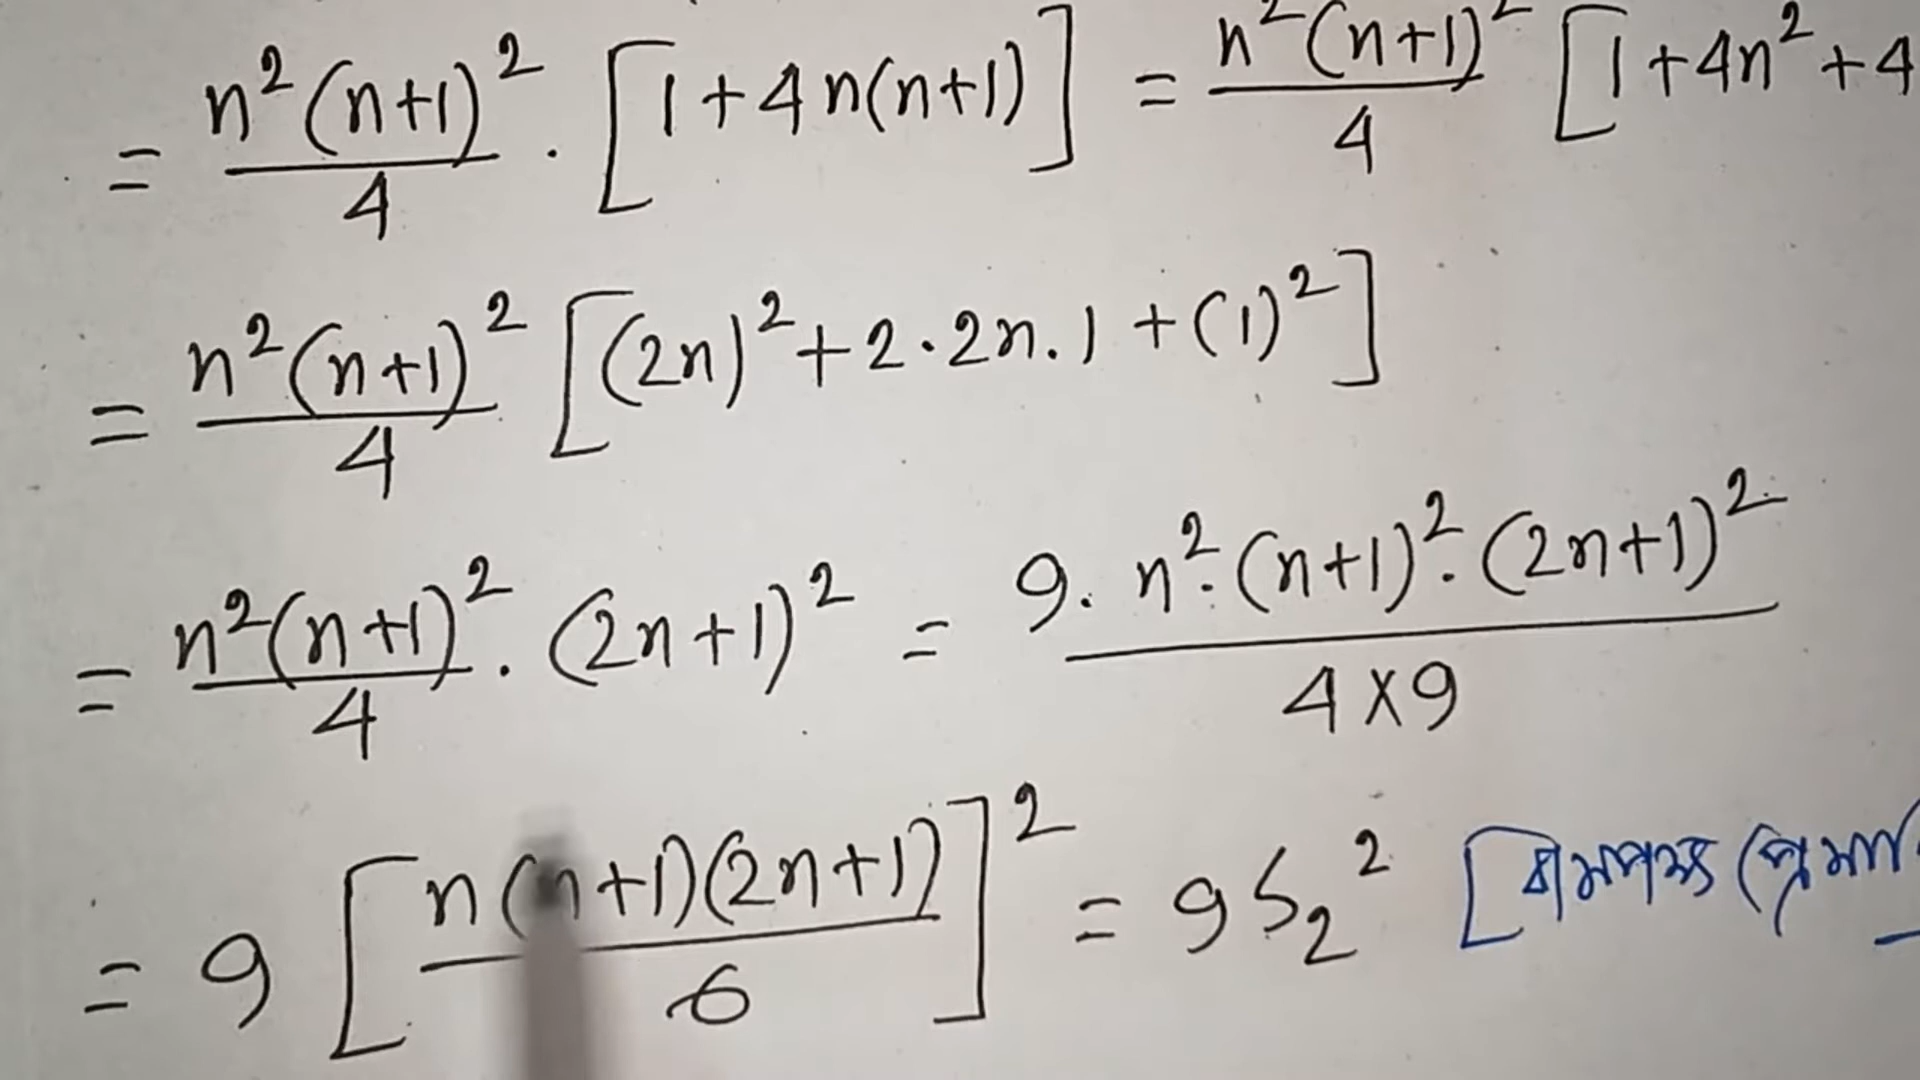 = n²(n+1)²/4 · [1+4n(n+1)] = n²(n+1)²/4 [1+4n²+4
= n²(n+1)²/4 [(2n)²+2·2n·1+(1)²]
= n²(n+1)²/4 · (2n+1)² = 9·n²·(n+1)²·(2n+1)²/4×9
= 9 [n(n+1)(2n+1)/6]² = 9S₂² [বামপক্ষ (প্রমা